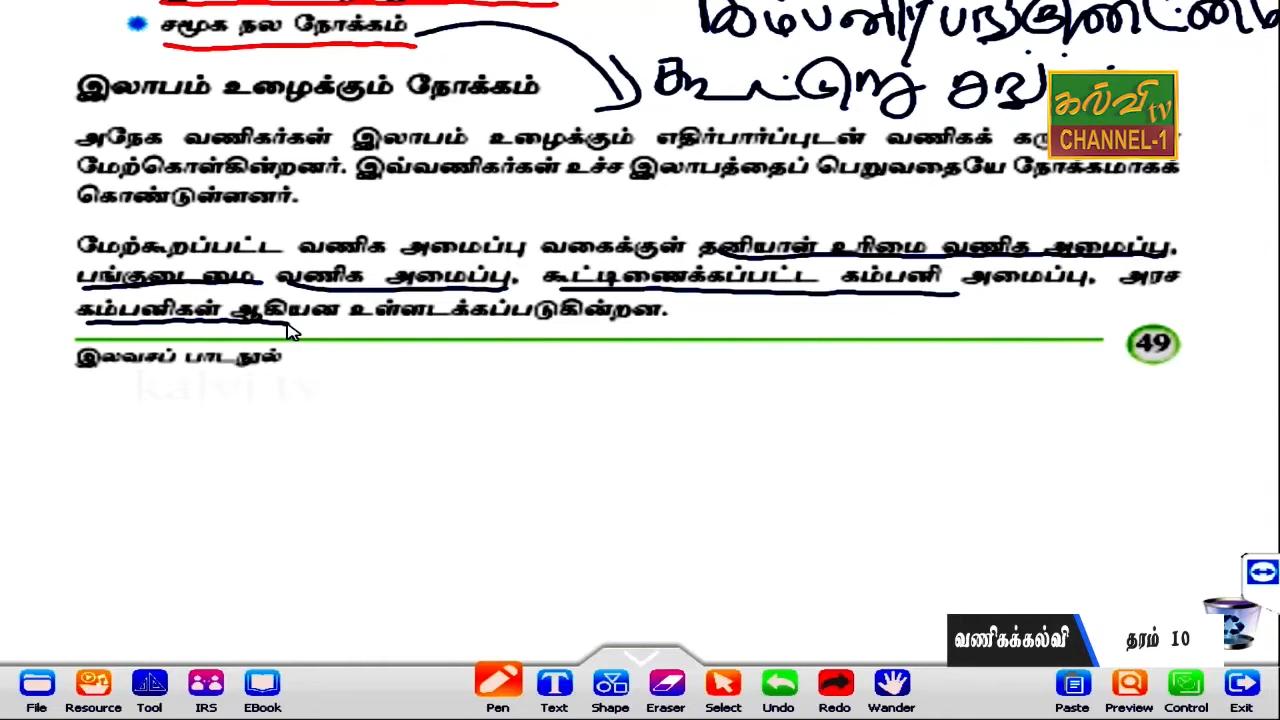 சமூக நல நோக்கம்
கூட்டுறவு
இலாபம் உழைக்கும் நோக்கம்
கல்வி tv
CHANNEL-1
அநேக வணிகர்கள் இலாபம் உழைக்கும் எதிர்பார்ப்புடன் வணிகக்
மேற்கொள்கின்றனர். இவ்வணிகர்கள் உச்ச இலாபத்தைப் பெறுவதையே நோக்கமாகக்
கொண்டுள்ளனர்.
மேற்கூறப்பட்ட வணிக அமைப்பு வகைக்குள் தனியாள் உரிமை வணிக அமைப்பு,
பங்குடைமை வணிக அமைப்பு, கூட்டிணைக்கப்பட்ட கம்பனி அமைப்பு, அரச
கம்பனிகள் ஆகியன உள்ளடக்கப்படுகின்றன.
இலவசப் பாடநூல்
49
kalvi tv
வணிகக்கல்வி தரம் 10
File Resource Tool IRS EBook Pen Text Shape Eraser Select Undo Redo Wander Paste Preview Control Exit